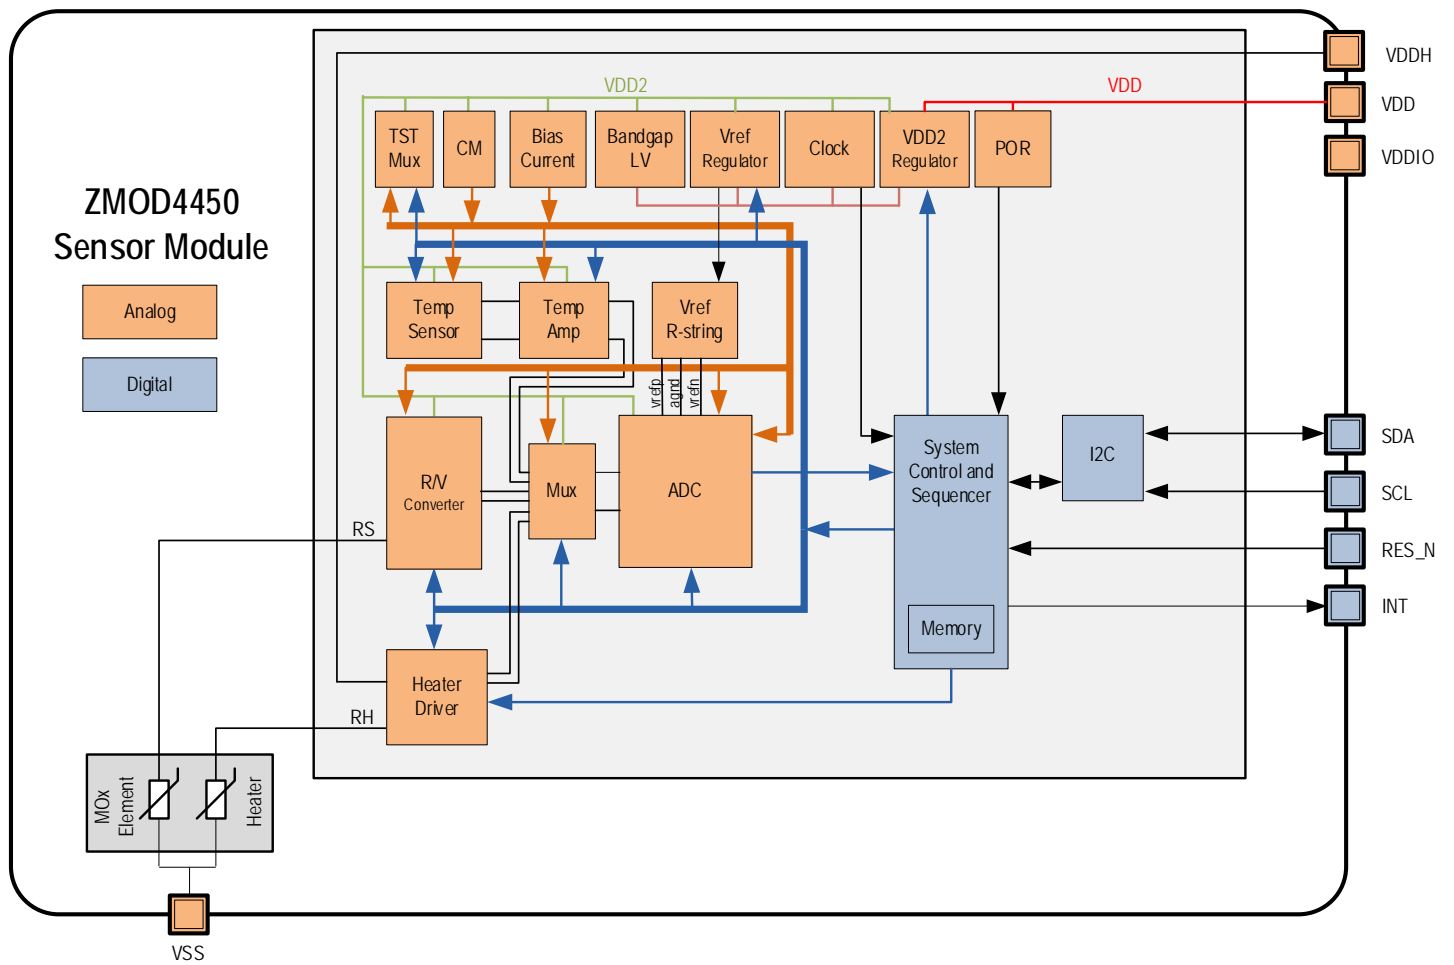 VDDH
VDD2
VDD
VDD
TST
Mux
CM
Bias
Current
Bandgap
LV
Vref
Regulator
Clock
VDD2
Regulator
POR
VDDIO
ZMOD4450
Sensor Module
Analog
Digital
Temp
Sensor
Temp
Amp
Vref
R-string
vrefp
agnd
vrefn
R/V
Converter
Mux
ADC
System
Control and
Sequencer
Memory
I2C
SDA
SCL
RES_N
INT
RS
Heater
Driver
RH
MOx
Element
Heater
VSS